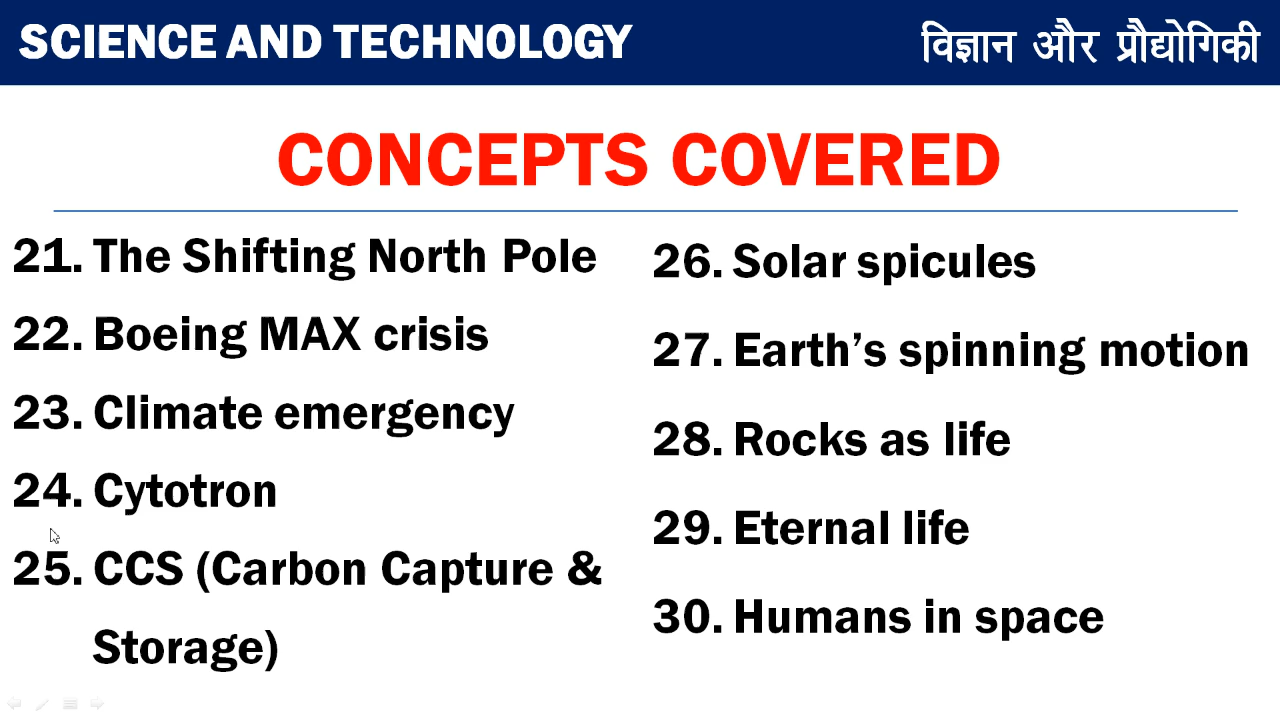 SCIENCE AND TECHNOLOGY
विज्ञान और प्रौद्योगिकी
CONCEPTS COVERED
21. The Shifting North Pole
22. Boeing MAX crisis
23. Climate emergency
24. Cytotron
25. CCS (Carbon Capture &
Storage)
26. Solar spicules
27. Earth’s spinning motion
28. Rocks as life
29. Eternal life
30. Humans in space